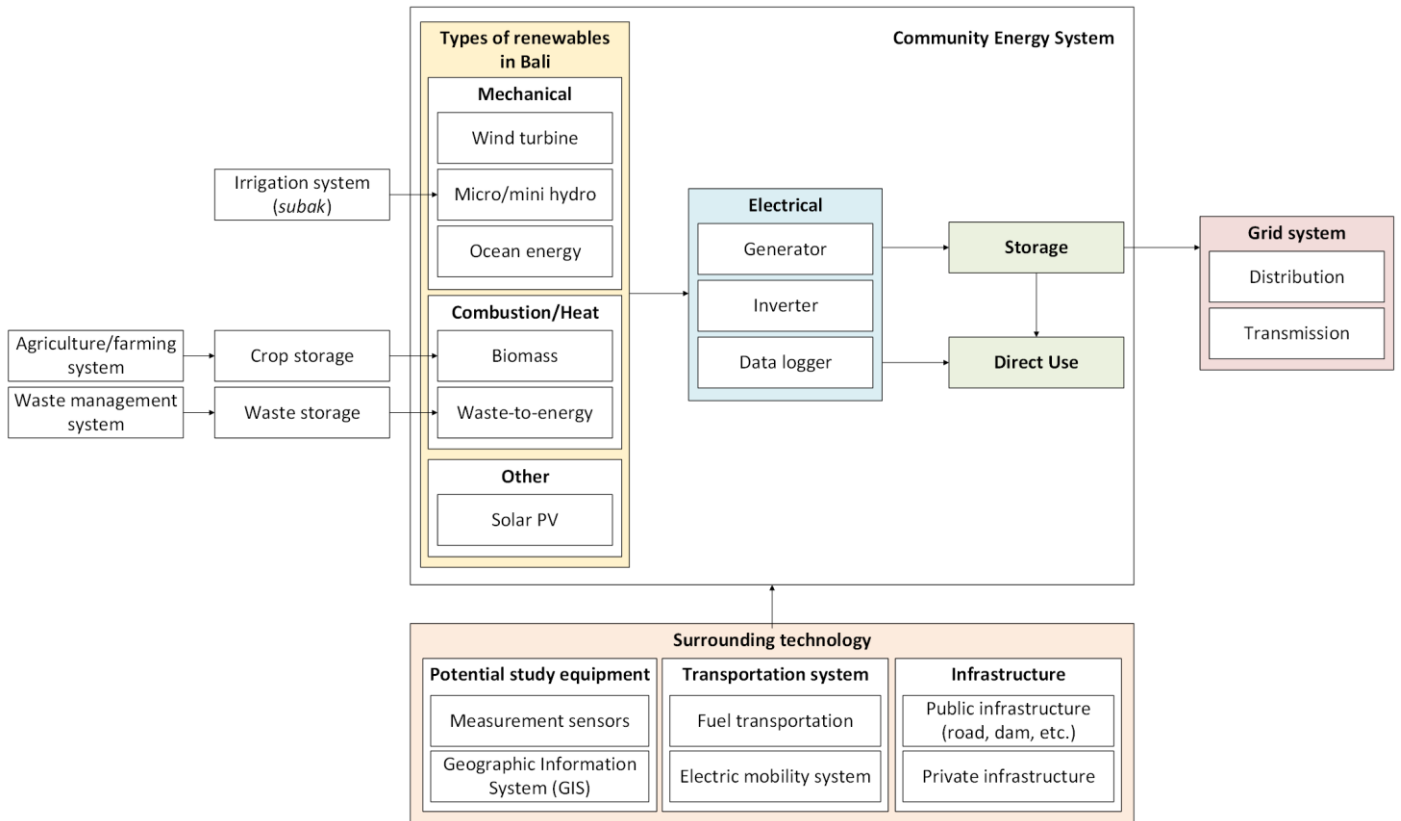 Community Energy System
Types of renewables
in Bali
Mechanical
Wind turbine
Micro/mini hydro
Ocean energy
Combustion/Heat
Biomass
Waste-to-energy
Other
Solar PV
Irrigation system
(subak)
Agriculture/farming
system
Crop storage
Waste management
system
Waste storage
Electrical
Generator
Inverter
Data logger
Storage
Direct Use
Grid system
Distribution
Transmission
Surrounding technology
Potential study equipment
Measurement sensors
Geographic Information
System (GIS)
Transportation system
Fuel transportation
Electric mobility system
Infrastructure
Public infrastructure
(road, dam, etc.)
Private infrastructure